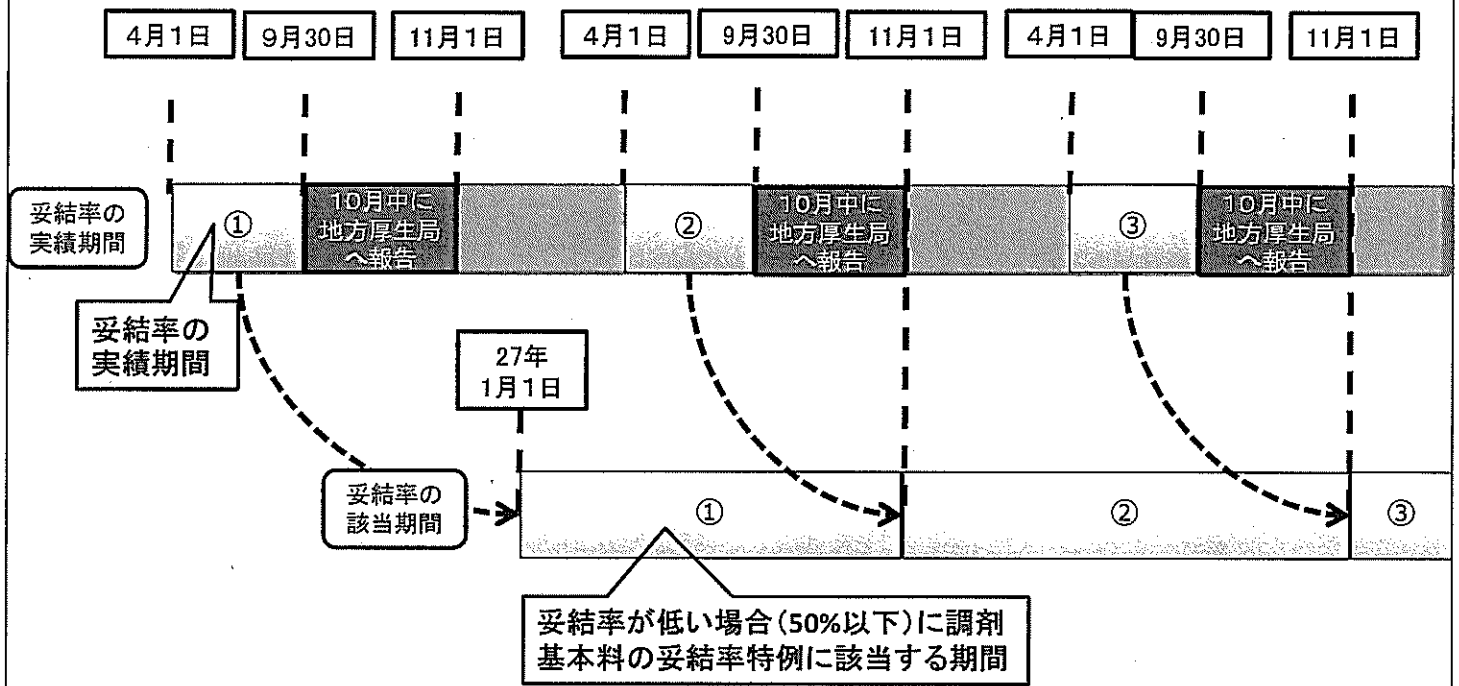 4月1日
9月30日
11月1日
4月1日
9月30日
11月1日
4月1日
9月30日
11月1日
妥結率の
実績期間
①
10月中に
地方厚生局
へ報告
②
10月中に
地方厚生局
へ報告
③
10月中に
地方厚生局
へ報告
妥結率の
実績期間
27年
1月1日
妥結率の
該当期間
①
②
③
妥結率が低い場合(50%以下)に調剤
基本料の妥結率特例に該当する期間